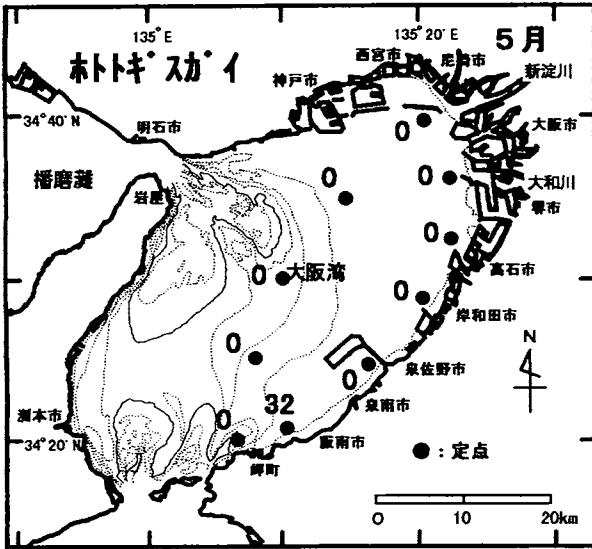 135° E
135° 20' E
ホトトギスガイ
5月
西宮市
尼崎市
新淀川
神戸市
34° 40' N
明石市
大阪市
0
播磨灘
岩屋
0
0
大和川
堺市
0
0
大阪湾
高石市
0
岸和田市
0
N
0
泉佐野市
泉南市
洲本市
32
0
34° 20' N
阪南市
岬町
● : 定点
0 10 20km